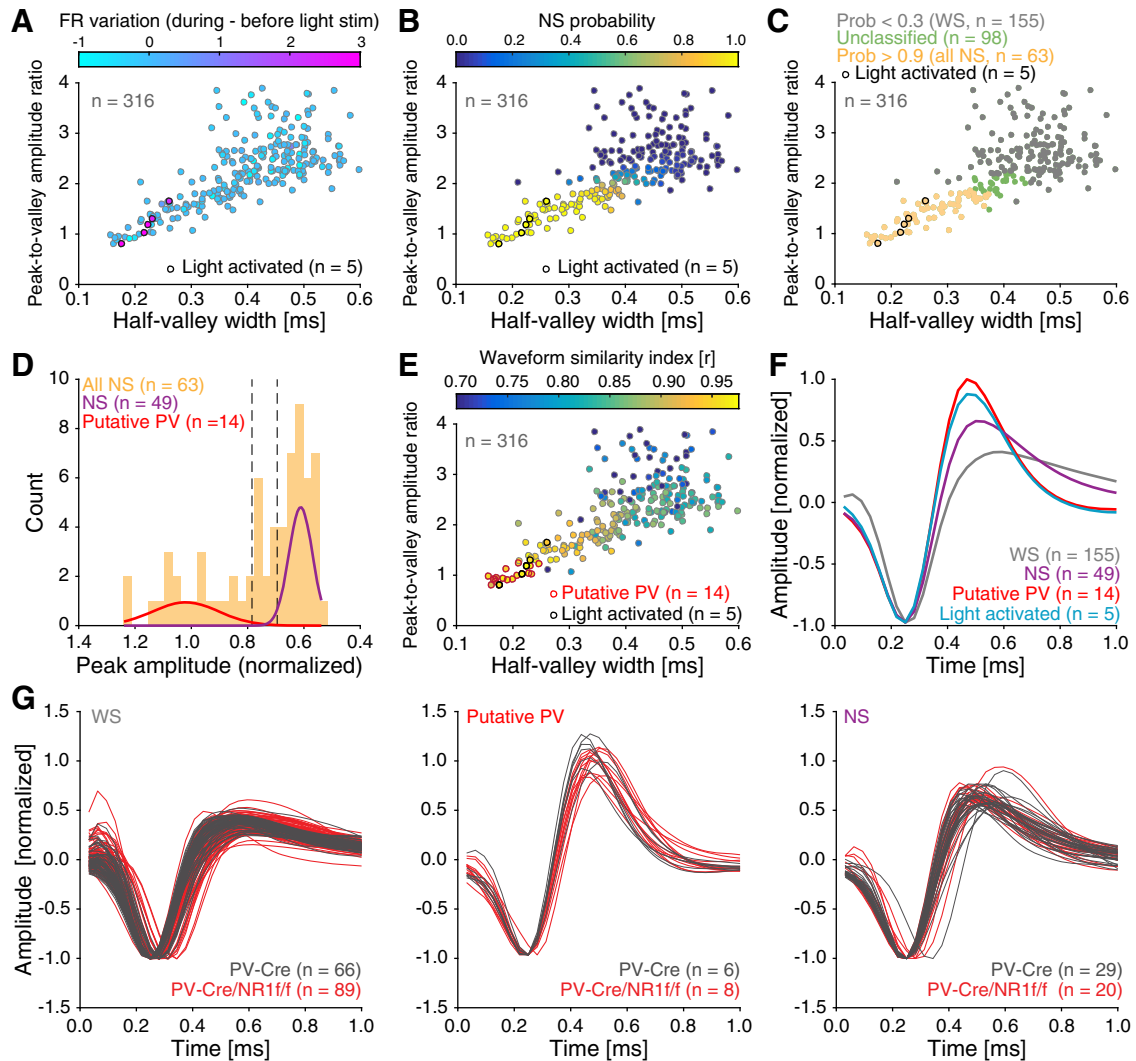 A
FR variation (during - before light stim)
-1 0 1 2 3
Peak-to-valley amplitude ratio
4
3
2
1
0
n = 316
Light activated (n = 5)
0.1 0.2 0.3 0.4 0.5 0.6
Half-valley width [ms]
B
NS probability
0.0 0.2 0.4 0.6 0.8 1.0
Peak-to-valley amplitude ratio
4
3
2
1
0
n = 316
Light activated (n = 5)
0.1 0.2 0.3 0.4 0.5 0.6
Half-valley width [ms]
C
Prob < 0.3 (WS, n = 155)
Unclassified (n = 98)
Prob > 0.9 (all NS, n = 63)
Light activated (n = 5)
Peak-to-valley amplitude ratio
4
3
2
1
0
n = 316
0.1 0.2 0.3 0.4 0.5 0.6
Half-valley width [ms]
D
All NS (n = 63)
NS (n = 49)
Putative PV (n =14)
Count
10
8
6
4
2
0
1.4 1.2 1.0 0.8 0.6 0.4
Peak amplitude (normalized)
E
Waveform similarity index [r]
0.70 0.75 0.80 0.85 0.90 0.95
Peak-to-valley amplitude ratio
4
3
2
1
0
n = 316
Putative PV (n = 14)
Light activated (n = 5)
0.1 0.2 0.3 0.4 0.5 0.6
Half-valley width [ms]
F
Amplitude [normalized]
1.0
0.5
0.0
-0.5
-1.0
WS (n = 155)
NS (n = 49)
Putative PV (n = 14)
Light activated (n = 5)
0.0 0.2 0.4 0.6 0.8 1.0
Time [ms]
G
WS
Amplitude [normalized]
1.5
1.0
0.5
0.0
-0.5
-1.0
-1.5
PV-Cre (n = 66)
PV-Cre/NR1f/f (n = 89)
0.0 0.2 0.4 0.6 0.8 1.0
Time [ms]
Putative PV
1.5
1.0
0.5
0.0
-0.5
-1.0
-1.5
PV-Cre (n = 6)
PV-Cre/NR1f/f (n = 8)
0.0 0.2 0.4 0.6 0.8 1.0
Time [ms]
NS
1.5
1.0
0.5
0.0
-0.5
-1.0
-1.5
PV-Cre (n = 29)
PV-Cre/NR1f/f (n = 20)
0.0 0.2 0.4 0.6 0.8 1.0
Time [ms]